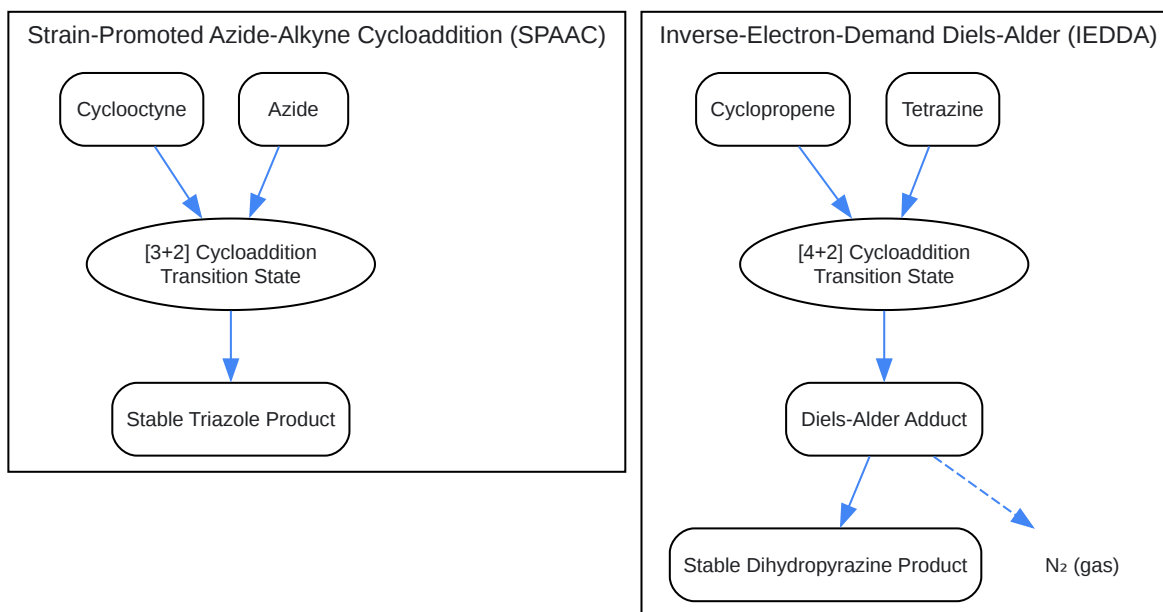 Strain-Promoted Azide-Alkyne Cycloaddition (SPAAC)
Cyclooctyne
Azide
[3+2] Cycloaddition
Transition State
Stable Triazole Product
Inverse-Electron-Demand Diels-Alder (IEDDA)
Cyclopropene
Tetrazine
[4+2] Cycloaddition
Transition State
Diels-Alder Adduct
Stable Dihydropyrazine Product
N₂ (gas)